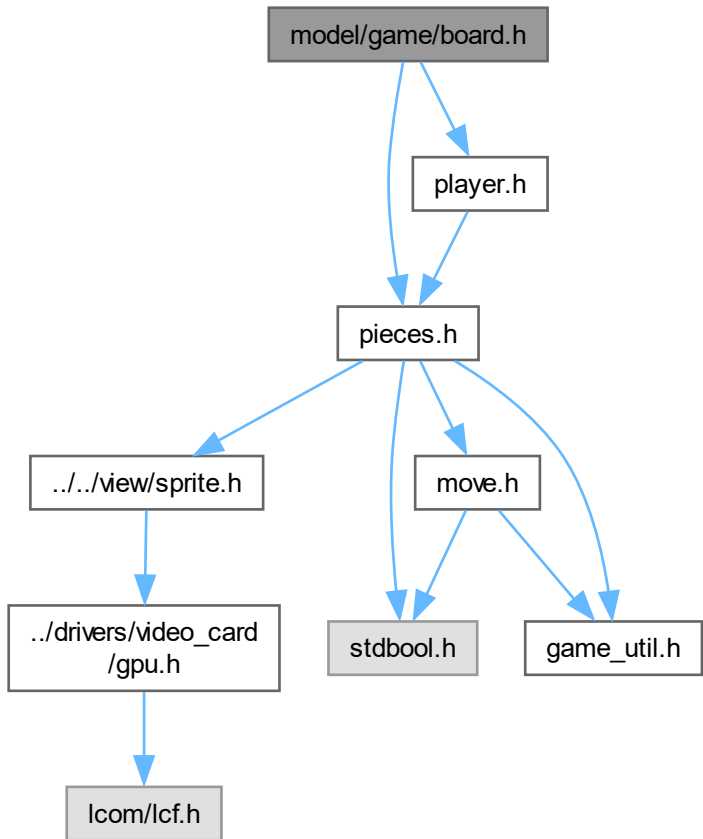 model/game/board.h
player.h
pieces.h
../../view/sprite.h
move.h
../drivers/video_card
/gpu.h
stdbool.h
game_util.h
lcom/lcf.h